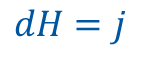 dH = j